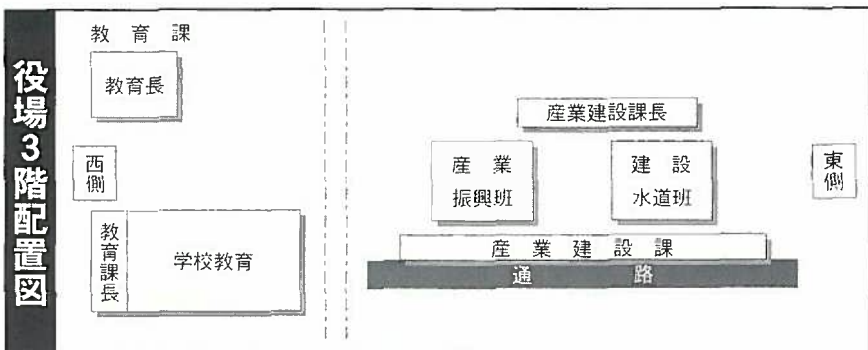 役場3階配置図
教育課
教育長
西側
教育課長
学校教育
産業建設課長
産業
振興班
建設
水道班
東側
産業建設課
通路